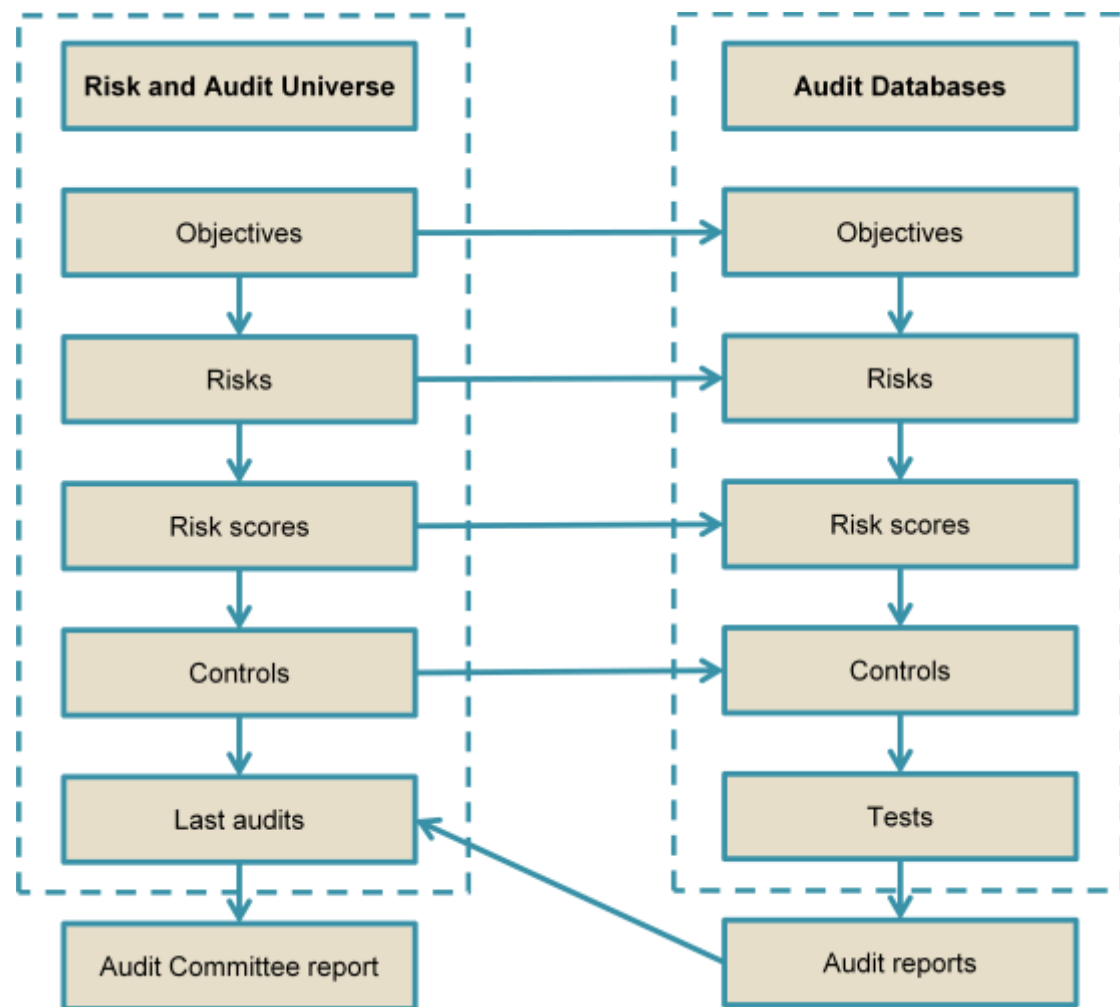 Risk and Audit Universe
Audit Databases
Objectives
Objectives
Risks
Risks
Risk scores
Risk scores
Controls
Controls
Last audits
Tests
Audit Committee report
Audit reports